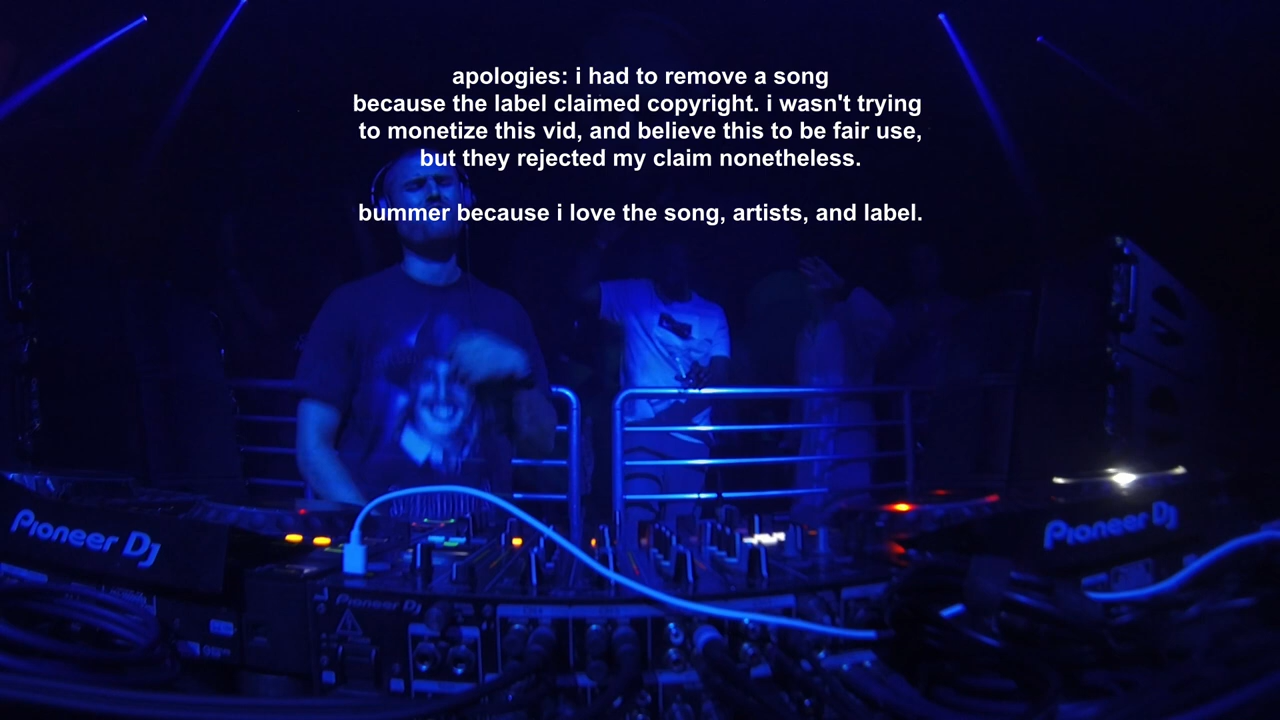 apologies: i had to remove a song
because the label claimed copyright. i wasn't trying
to monetize this vid, and believe this to be fair use,
but they rejected my claim nonetheless.
bummer because i love the song, artists, and label.
Pioneer DJ
Pioneer DJ
Pioneer DJ